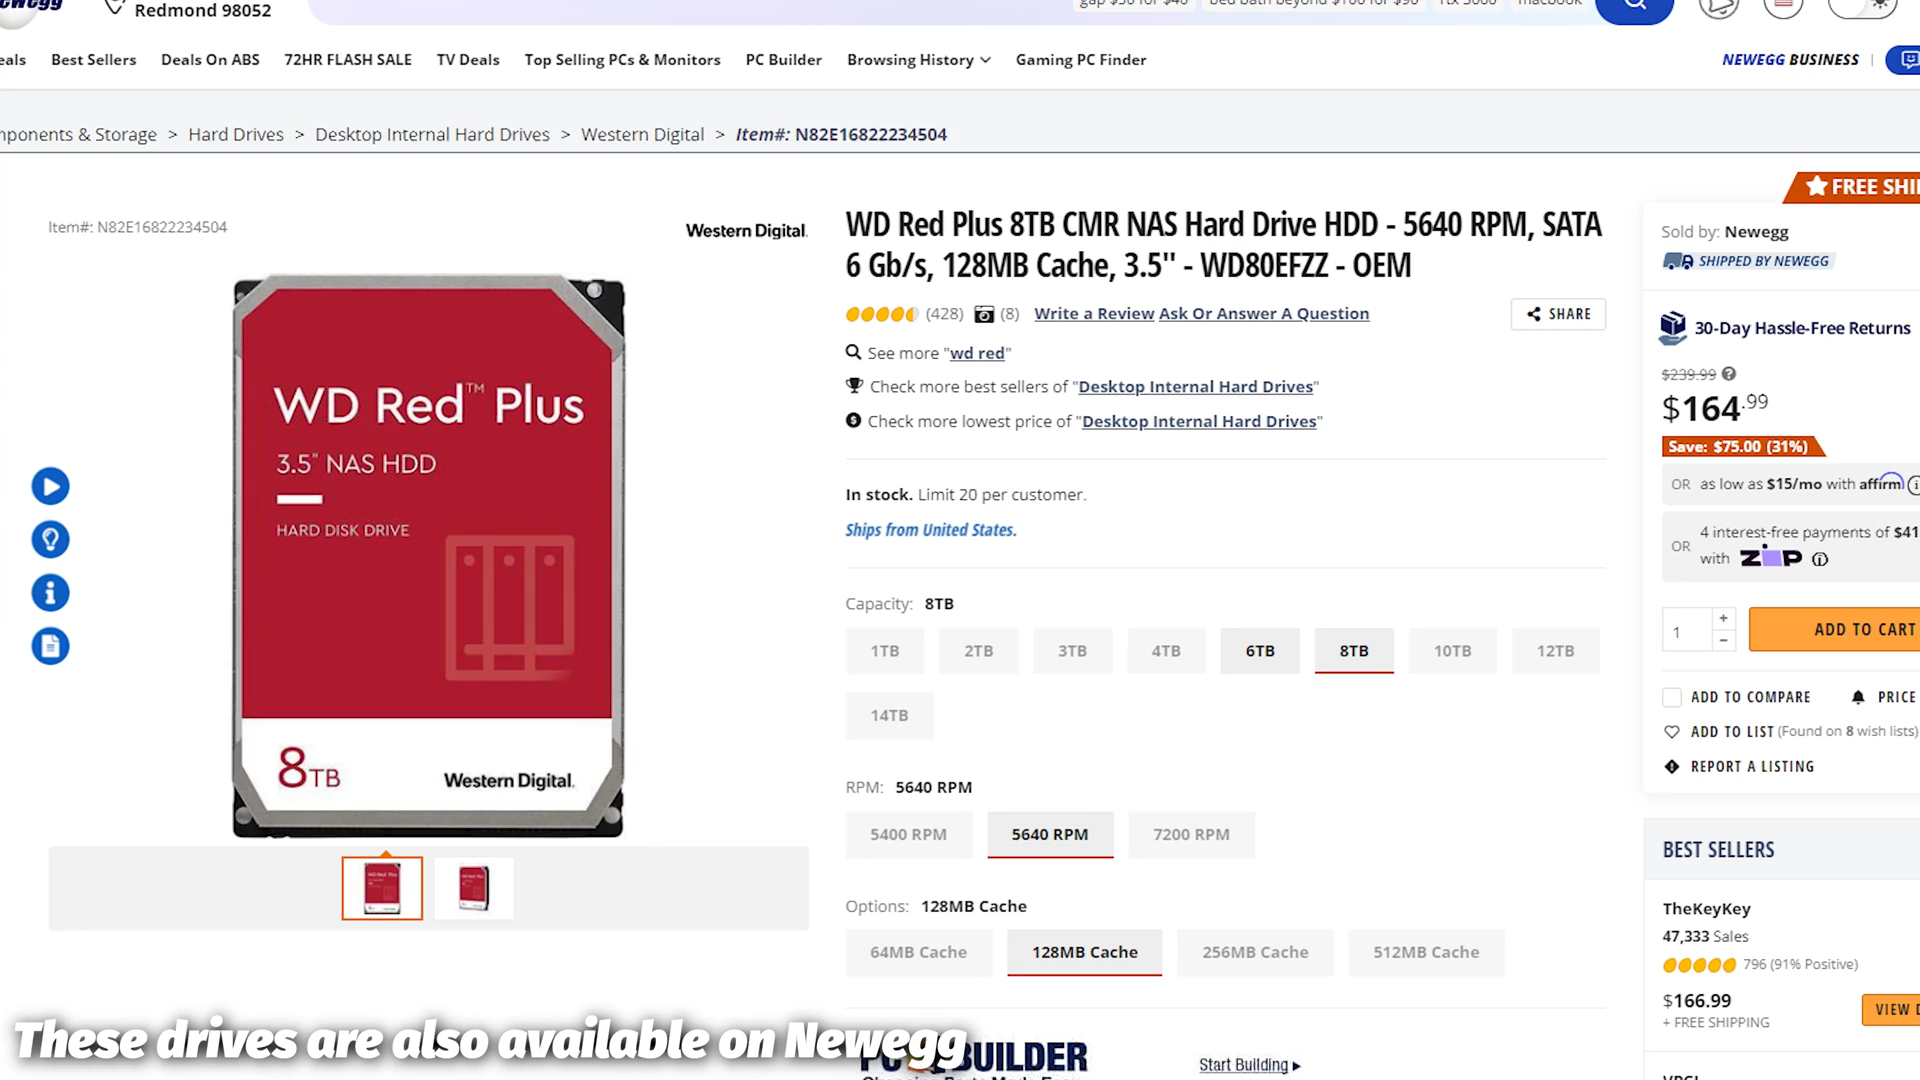 Redmond 98052
Best Sellers
Deals On ABS
72HR FLASH SALE
TV Deals
Top Selling PCs & Monitors
PC Builder
Browsing History
Gaming PC Finder
NEWEGG BUSINESS
& Storage > Hard Drives > Desktop Internal Hard Drives > Western Digital > Item#: N82E16822234504
Item#: N82E16822234504
Western Digital.
WD Red™ Plus
3.5" NAS HDD
HARD DISK DRIVE
8TB
Western Digital.
WD Red Plus 8TB CMR NAS Hard Drive HDD - 5640 RPM, SATA
6 Gb/s, 128MB Cache, 3.5'' - WD80EFZZ - OEM
(428) (8) Write a Review Ask Or Answer A Question
SHARE
See more "wd red"
Check more best sellers of "Desktop Internal Hard Drives"
Check more lowest price of "Desktop Internal Hard Drives"
In stock. Limit 20 per customer.
Ships from United States.
Capacity: 8TB
1TB 2TB 3TB 4TB 6TB 8TB 10TB 12TB
14TB
RPM: 5640 RPM
5400 RPM 5640 RPM 7200 RPM
Options: 128MB Cache
64MB Cache 128MB Cache 256MB Cache 512MB Cache
BUILDER
Start Building
FREE
Sold by: Newegg
SHIPPED BY NEWEGG
30-Day Hassle-Free Returns
$239.99
$164.99
Save: $75.00 (31%)
OR as low as $15/mo with affirm
4 interest-free payments of $41
OR
with ZIP
1
+
-
ADD TO CART
ADD TO COMPARE
PRICE
ADD TO LIST (Found on 8 wish lists)
REPORT A LISTING
BEST SELLERS
TheKeyKey
47,333 Sales
796 (91% Positive)
$166.99
+ FREE SHIPPING
VIEW
These drives are also available on Newegg